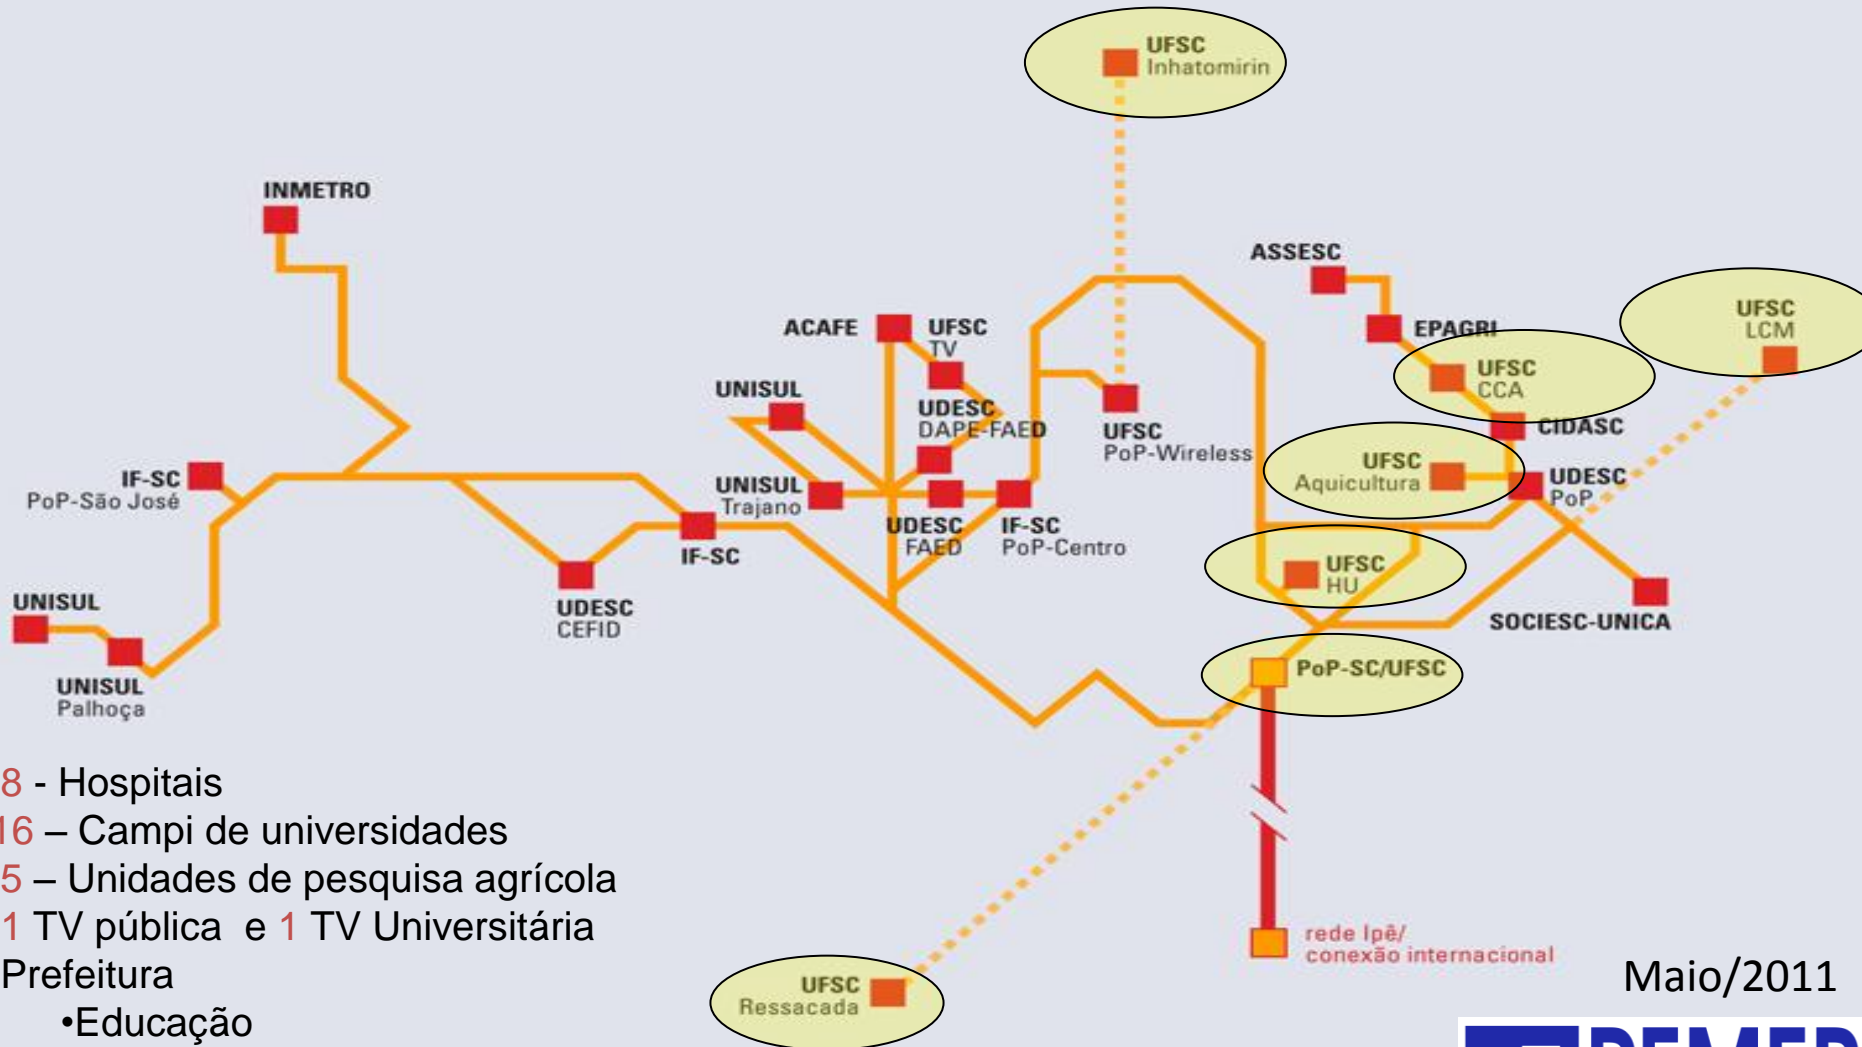 UFSC
Inhatomirin
INMETRO
ASSESC
UFSC
LCM
ACAFE
UFSC
TV
EPAGRI
UFSC
CCA
UNISUL
UDESC
DAPE-FAED
UFSC
PoP-Wireless
CIDASC
UFSC
Aquicultura
IF-SC
PoP-São José
UNISUL
Trajano
UDESC
PoP
UDESC
FAED
IF-SC
PoP-Centro
IF-SC
UFSC
HU
UNISUL
UDESC
CEFID
SOCIESC-UNICA
UNISUL
Palhoça
PoP-SC/UFSC
8 - Hospitais
16 – Campi de universidades
5 – Unidades de pesquisa agrícola
1 TV pública e 1 TV Universitária
Prefeitura
•Educação
rede Ipê/
conexão internacional
UFSC
Ressacada
Maio/2011